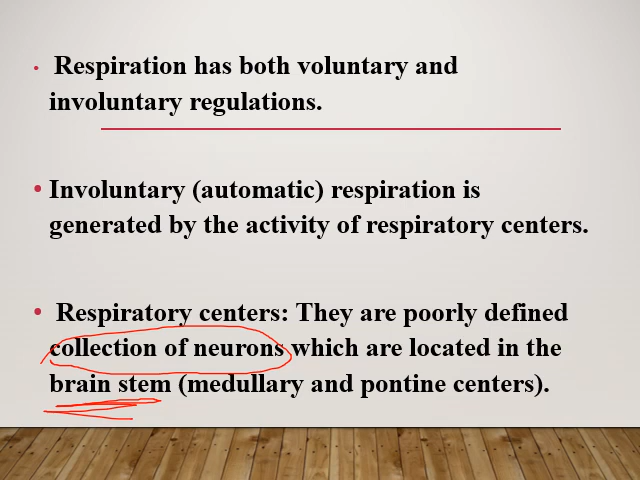 • Respiration has both voluntary and
involuntary regulations.
• Involuntary (automatic) respiration is
generated by the activity of respiratory centers.
• Respiratory centers: They are poorly defined
collection of neurons which are located in the
brain stem (medullary and pontine centers).